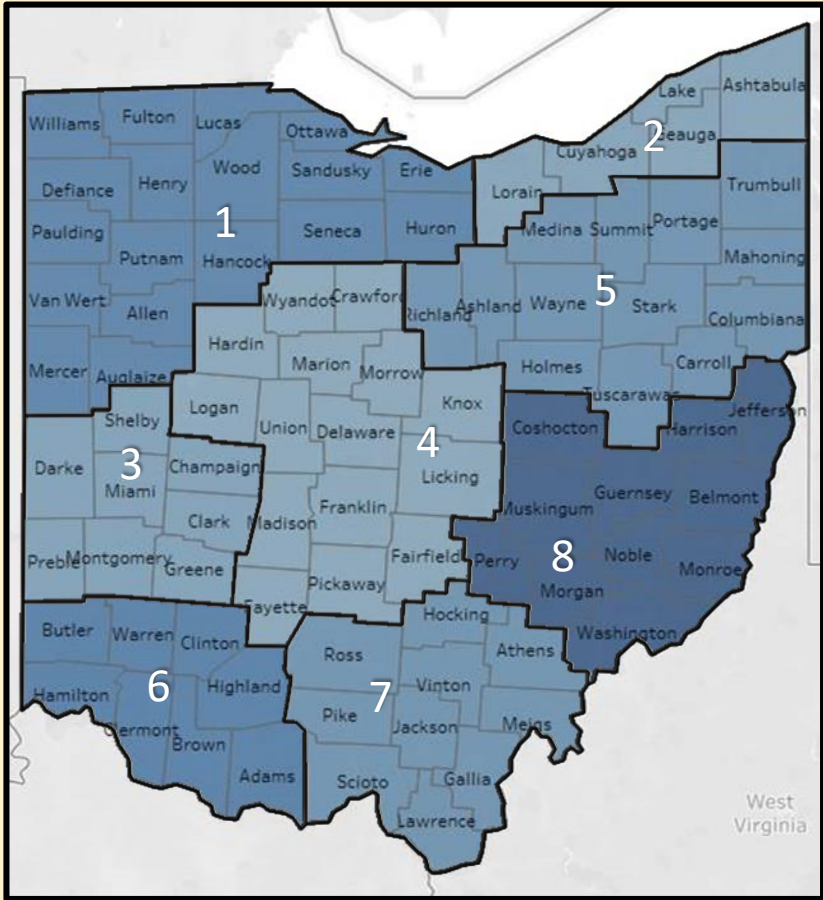 Williams
Fulton
Lucas
Ottawa
Wood
Sandusky
Erie
Defiance
Henry
Paulding
1
Seneca
Huron
Putnam
Hancock
Van Wert
Allen
Mercer
Auglaize
Lake
Ashtabula
2
Geauga
Cuyahoga
Lorain
Trumbull
Medina
Summit
Portage
Mahoning
5
Richland
Ashland
Wayne
Stark
Columbiana
Holmes
Carroll
Tuscarawas
Wyandot
Crawford
Hardin
Marion
Morrow
Logan
Knox
Union
Delaware
4
Licking
Franklin
Madison
Fairfield
Pickaway
Fayette
Shelby
Darke
3
Champaign
Miami
Clark
Preble
Montgomery
Greene
Jefferson
Coshocton
Harrison
Guernsey
Belmont
Muskingum
Perry
8
Noble
Monroe
Morgan
Washington
Butler
Warren
Clinton
6
Highland
Hamilton
Clermont
Brown
Adams
Hocking
Ross
Athens
Vinton
7
Pike
Jackson
Meigs
Scioto
Gallia
Lawrence
West
Virginia